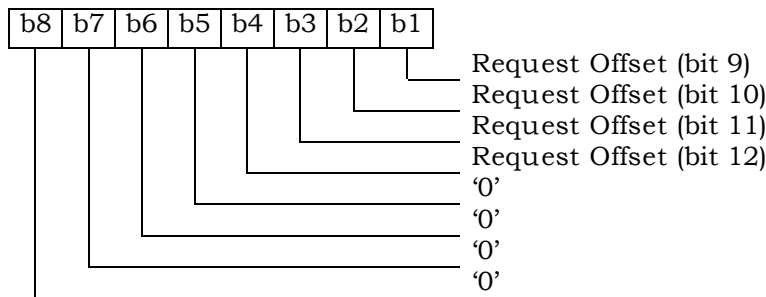 b8 b7 b6 b5 b4 b3 b2 b1
Request Offset (bit 9)
Request Offset (bit 10)
Request Offset (bit 11)
Request Offset (bit 12)
‘0’
‘0’
‘0’
‘0’